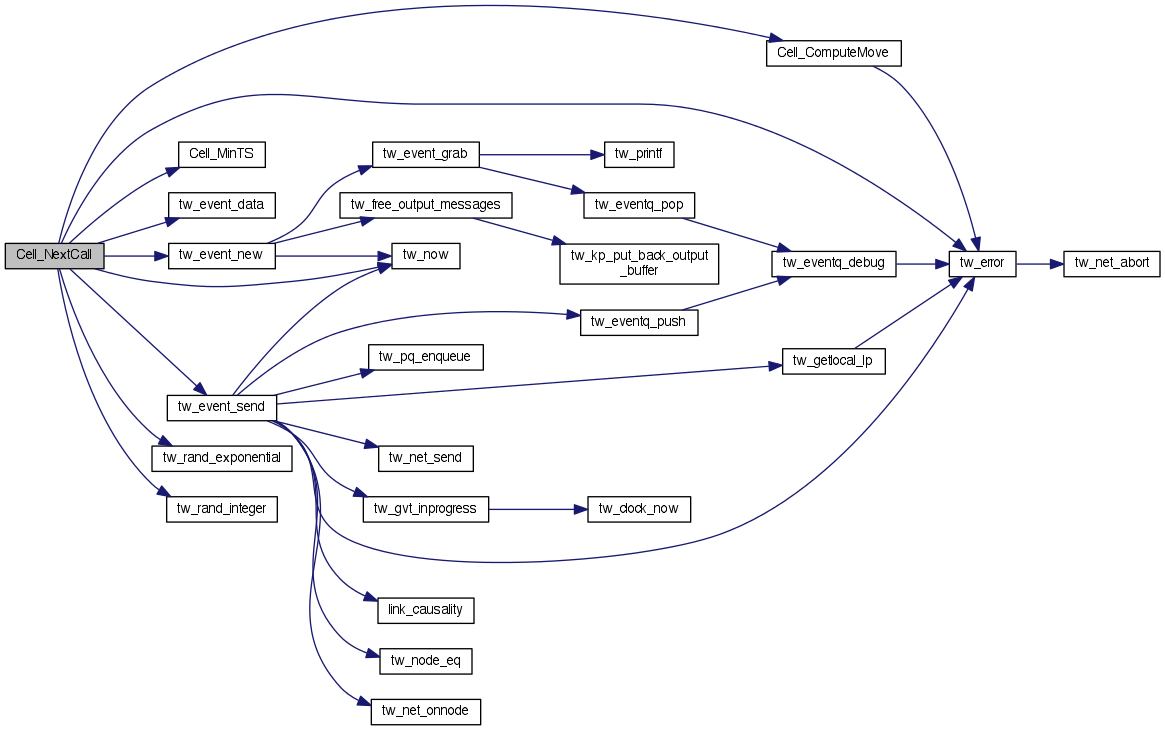 Cell_ComputeMove
Cell_MinTS
tw_event_grab
tw_printf
tw_event_data
tw_free_output_messages
tw_eventq_pop
Cell_NextCall
tw_event_new
tw_now
tw_kp_put_back_output
_buffer
tw_eventq_debug
tw_error
tw_net_abort
tw_eventq_push
tw_pq_enqueue
tw_getlocal_lp
tw_event_send
tw_rand_exponential
tw_net_send
tw_rand_integer
tw_gvt_inprogress
tw_clock_now
link_causality
tw_node_eq
tw_net_onnode